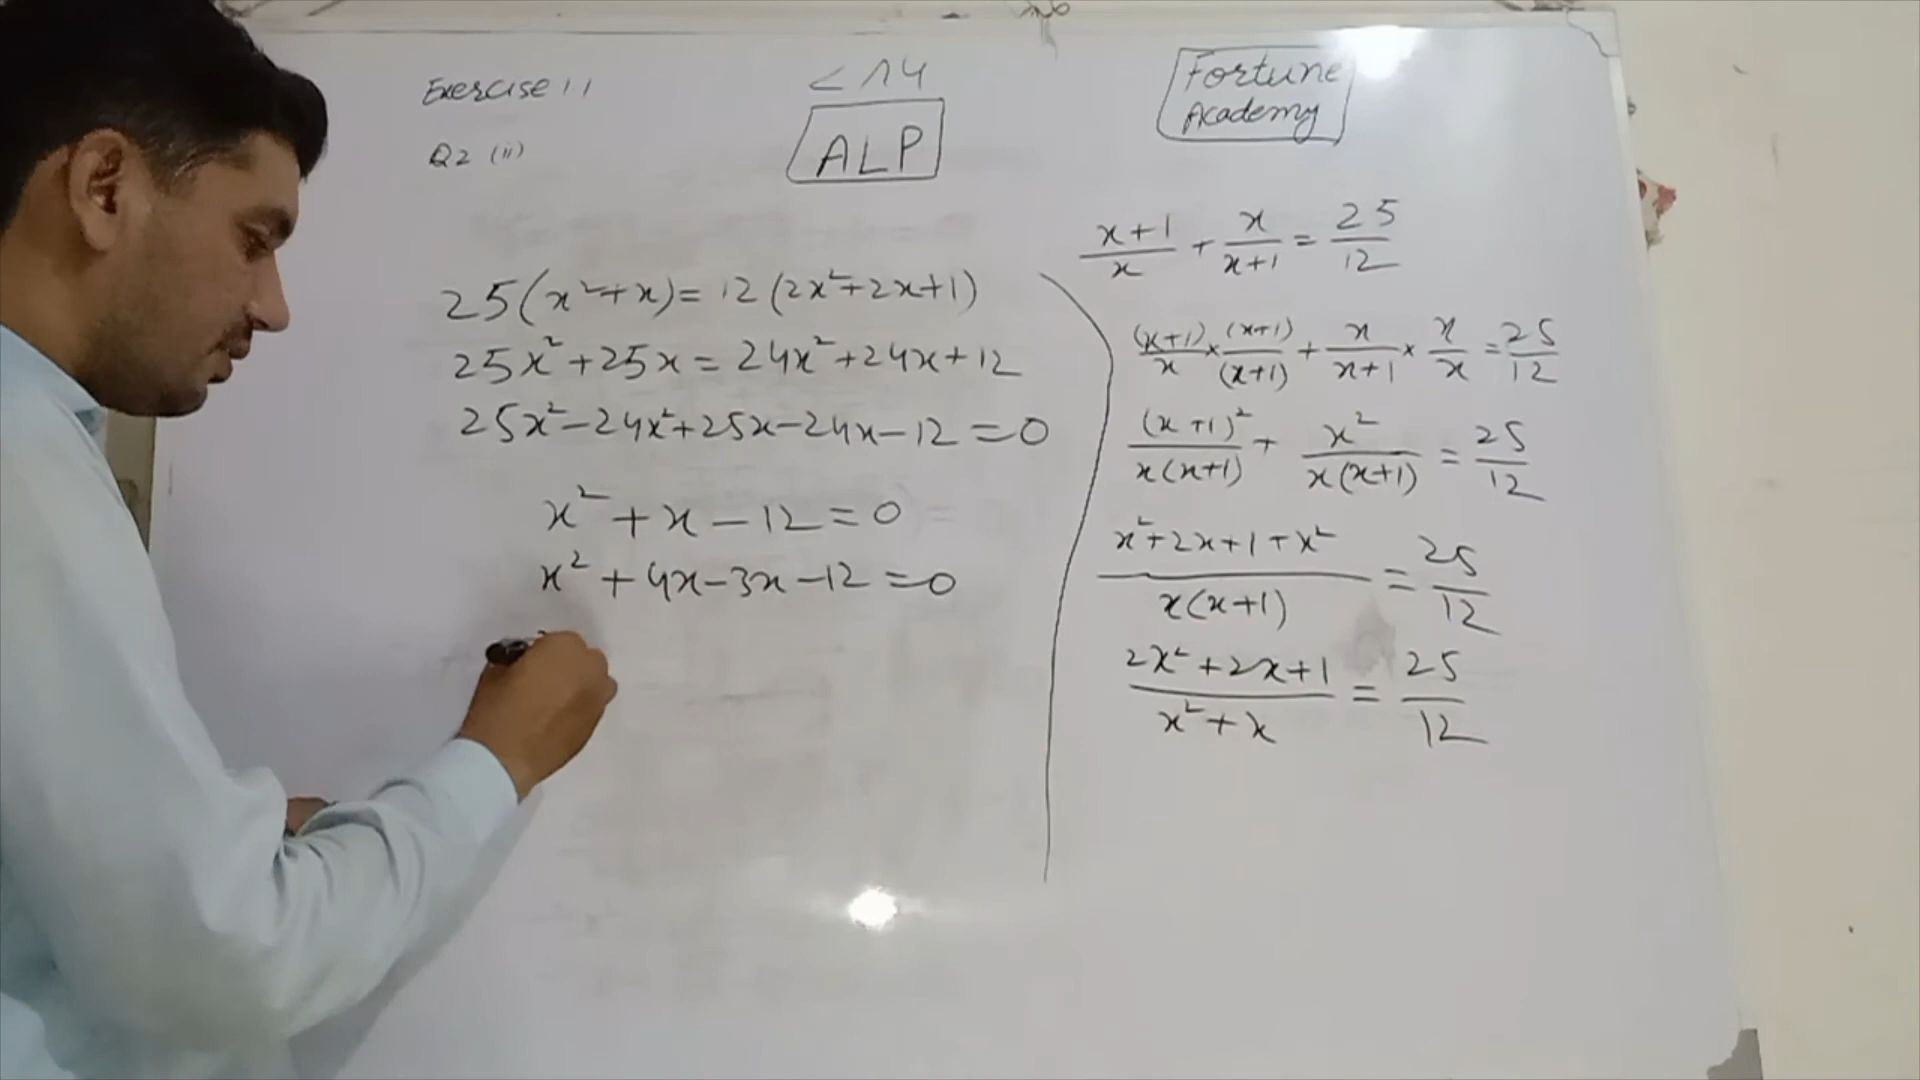 Exercise 11
Q2 (ii)
< 14
ALP
Fortune
Academy
(x+1)/x + x/(x+1) = 25/12
(x+1)/x × (x+1)/(x+1) + x/(x+1) × x/x = 25/12
(x+1)²/x(x+1) + x²/x(x+1) = 25/12
x²+2x+1+x²/x(x+1) = 25/12
2x²+2x+1/x²+x = 25/12
25(x²+x)=12(2x²+2x+1)
25x²+25x=24x²+24x+12
25x²-24x²+25x-24x-12=0
x²+x-12=0
x²+4x-3x-12=0